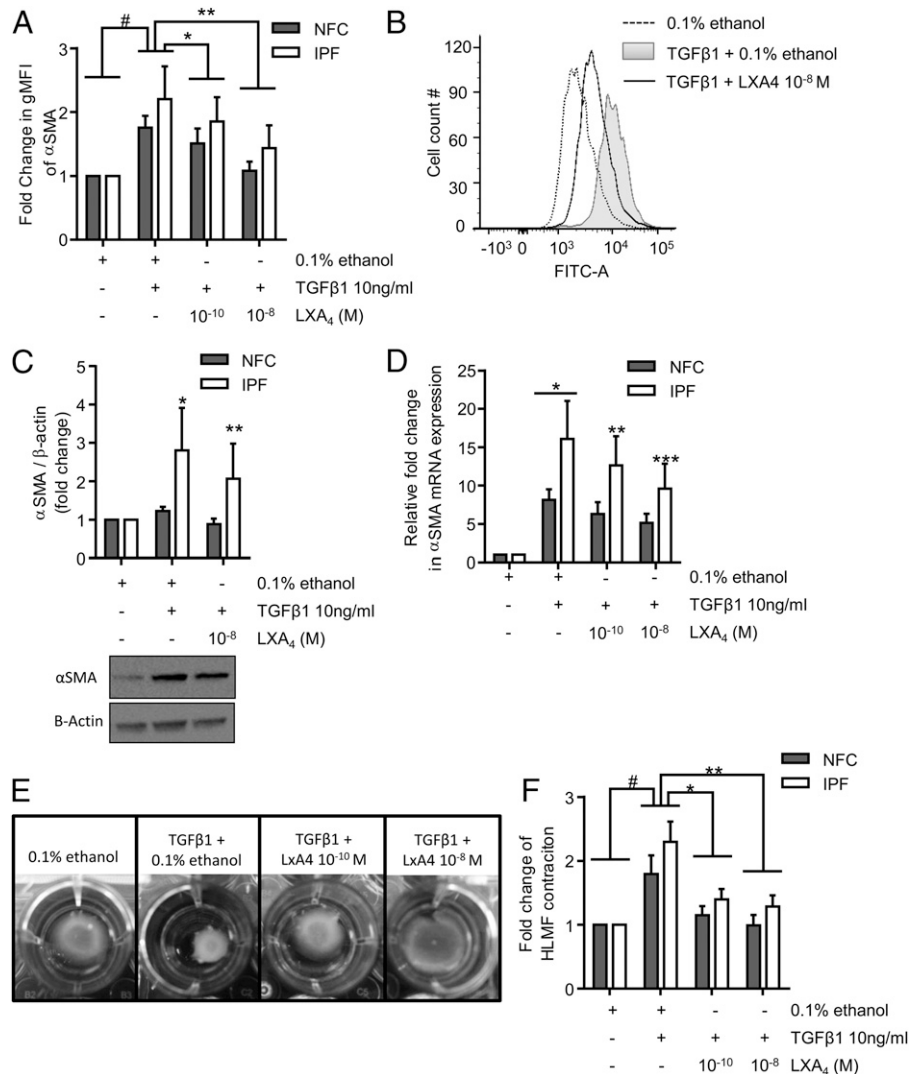 A
# * **
NFC
IPF
3
2
1
0
Fold Change in gMFI
of αSMA
+ + - - 0.1% ethanol
- + + + TGFβ1 10ng/ml
- - 10⁻¹⁰ 10⁻⁸ LXA₄ (M)
B
0.1% ethanol
TGFβ1 + 0.1% ethanol
TGFβ1 + LXA4 10⁻⁸ M
120
90
60
30
0
Cell count #
-10³ 0 10³ 10⁴ 10⁵
FITC-A
C
NFC
IPF
5
4
3
2
1
0
αSMA / β-actin
(fold change)
* **
+ + - 0.1% ethanol
- + + TGFβ1 10ng/ml
- - 10⁻⁸ LXA₄ (M)
αSMA
B-Actin
D
NFC
IPF
25
20
15
10
5
0
Relative fold change
in αSMA mRNA expression
* ** ***
+ + - - 0.1% ethanol
- + + + TGFβ1 10ng/ml
- - 10⁻¹⁰ 10⁻⁸ LXA₄ (M)
E
0.1% ethanol
TGFβ1 +
0.1% ethanol
TGFβ1 +
LxA4 10⁻¹⁰ M
TGFβ1 +
LxA4 10⁻⁸ M
B2
B3
C2
C5
F
NFC
IPF
# * **
3
2
1
0
Fold change of
HLMF contraciton
+ + - - 0.1% ethanol
- + + + TGFβ1 10ng/ml
- - 10⁻¹⁰ 10⁻⁸ LXA₄ (M)